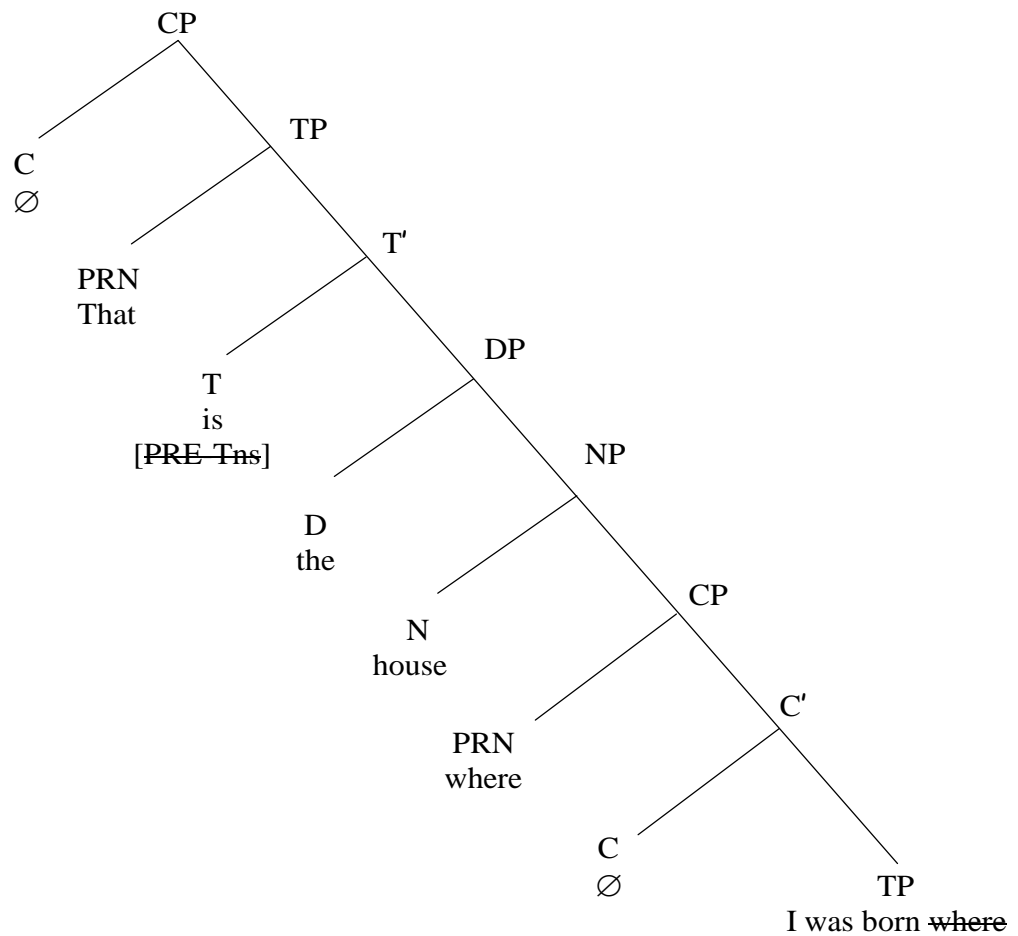 CP
TP
C
∅
T′
PRN
That
DP
T
is
[PRE-Tns]
NP
D
the
CP
N
house
C′
PRN
where
C
∅
TP
I was born where